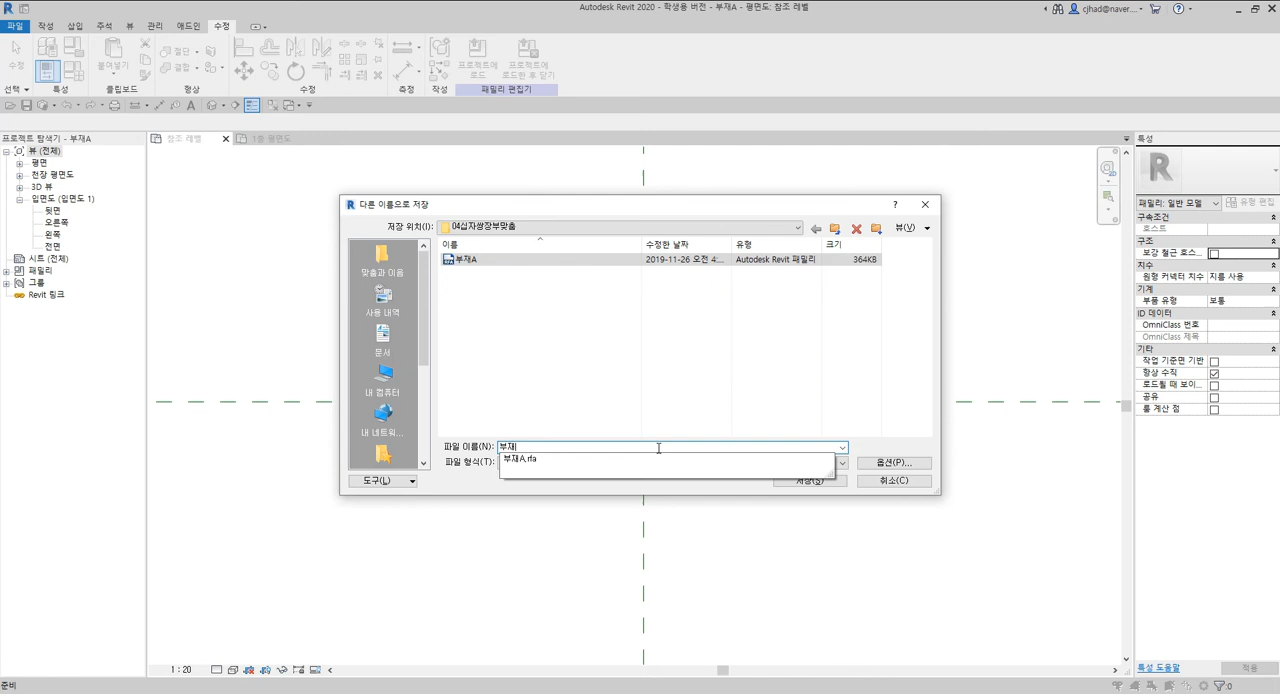 Autodesk Revit 2020 - 학생용 버전 - 부재A - 평면도: 참조 레벨
cjhad@naver....
파일 작성 삽입 주석 뷰 관리 애드인 수정
수정
붙여넣기
절단
결합
프로젝트에 로드
프로젝트에 로드한 후 닫기
선택 특성 클립보드 형상 수정 측정 작성 패밀리 편집기
프로젝트 탐색기 - 부재A
뷰 (전체)
평면
천장 평면도
3D 뷰
입면도 (입면도 1)
뒷면
오른쪽
왼쪽
전면
시트 (전체)
패밀리
그룹
Revit 링크
참조 레벨
1층 평면도
다른 이름으로 저장
저장 위치(I): 04십자쌍장부맞춤 뷰(V)
이름 수정한 날짜 유형 크기
부재A 2019-11-26 오전 4:... Autodesk Revit 패밀리 364KB
맞춤과 이음
사용 내역
문서
내 컴퓨터
내 네트워...
파일 이름(N): 부재
부재A.rfa
파일 형식(T):
옵션(P)...
도구(L)
저장(S)
취소(C)
특성
패밀리: 일반 모델
유형 편집
구속조건
호스트
구조
보강 철근 호스...
치수
원형 커넥터 치수 지름 사용
기계
부품 유형 보통
ID 데이터
OmniClass 번호
OmniClass 제목
기타
작업 기준면 기반
항상 수직
로드될 때 보이...
공유
룸 계산 점
특성 도움말
적용
1 : 20
준비
:0